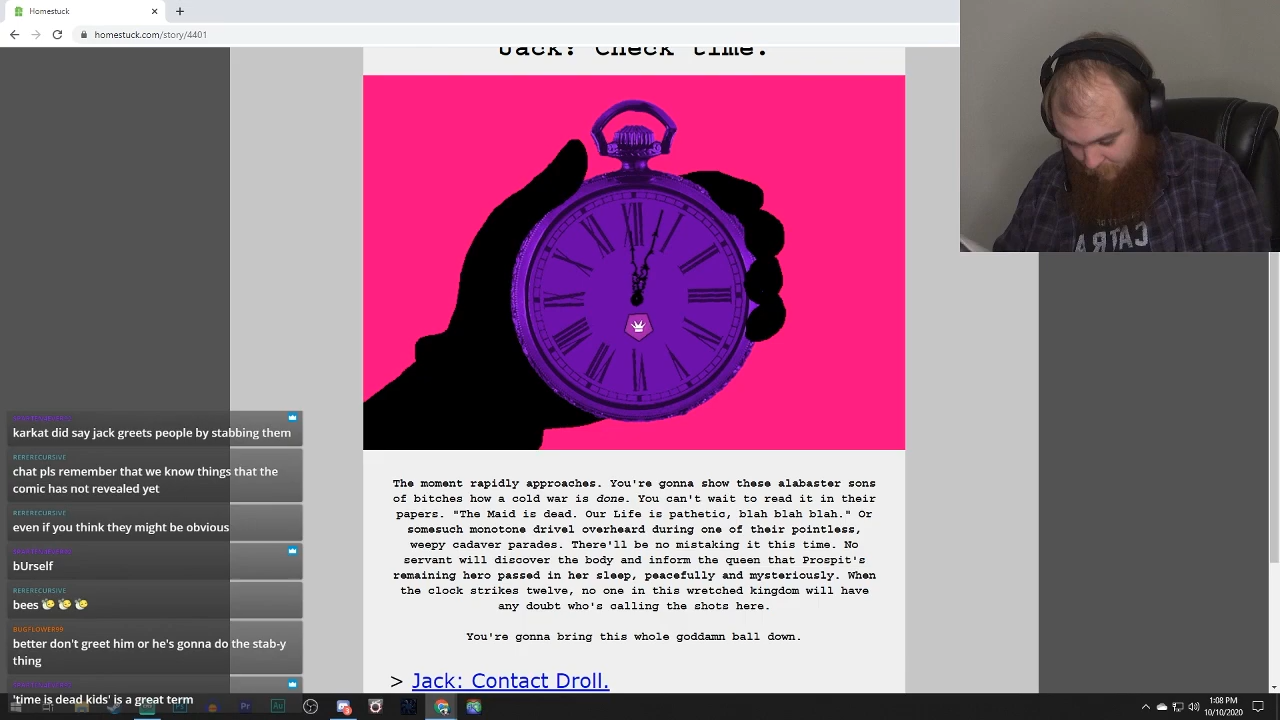 Homestuck
homestuck.com/story/4401
Jack: Check time.
The moment rapidly approaches. You're gonna show these alabaster sons
of bitches how a cold war is done. You can't wait to read it in their
papers. "The Maid is dead. Our Life is pathetic, blah blah blah." Or
somesuch monotone drivel overheard during one of their pointless,
weepy cadaver parades. There'll be no mistaking it this time. No
servant will discover the body and inform the queen that Prospit's
remaining hero passed in her sleep, peacefully and mysteriously. When
the clock strikes twelve, no one in this wretched kingdom will have
any doubt who's calling the shots here.
You're gonna bring this whole goddamn ball down.
> Jack: Contact Droll.
karkat did say jack greets people by stabbing them
RERERECURSIVE
chat pls remember that we know things that the
comic has not revealed yet
RERERECURSIVE
even if you think they might be obvious
bUrself
RERERECURSIVE
bees
BUGFLOWER99
better don't greet him or he's gonna do the stab-y
thing
'time is dead kids' is a great term
CATRA
1:08 PM
10/10/2020